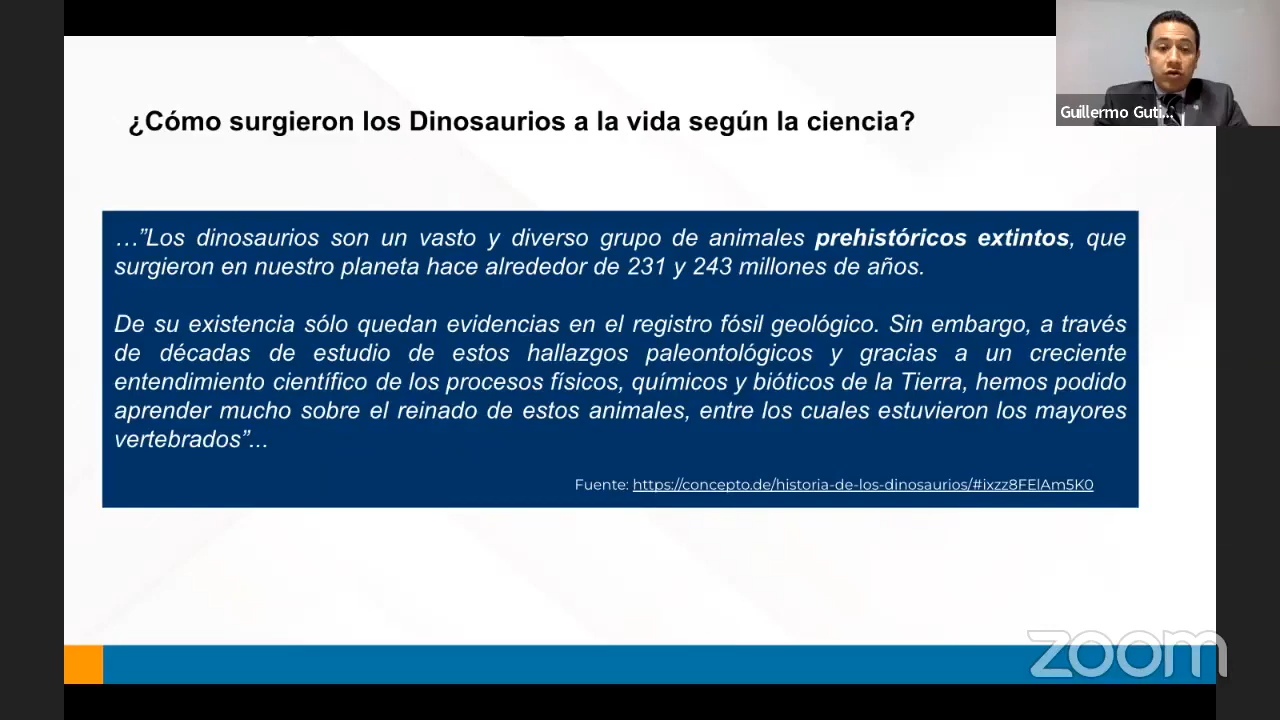 ¿Cómo surgieron los Dinosaurios a la vida según la ciencia?
Guillermo Guti...
…”Los dinosaurios son un vasto y diverso grupo de animales prehistóricos extintos, que
surgieron en nuestro planeta hace alrededor de 231 y 243 millones de años.
De su existencia sólo quedan evidencias en el registro fósil geológico. Sin embargo, a través
de décadas de estudio de estos hallazgos paleontológicos y gracias a un creciente
entendimiento científico de los procesos físicos, químicos y bióticos de la Tierra, hemos podido
aprender mucho sobre el reinado de estos animales, entre los cuales estuvieron los mayores
vertebrados”...
Fuente: https://concepto.de/historia-de-los-dinosaurios/#ixzz8FElAm5K0
zoom